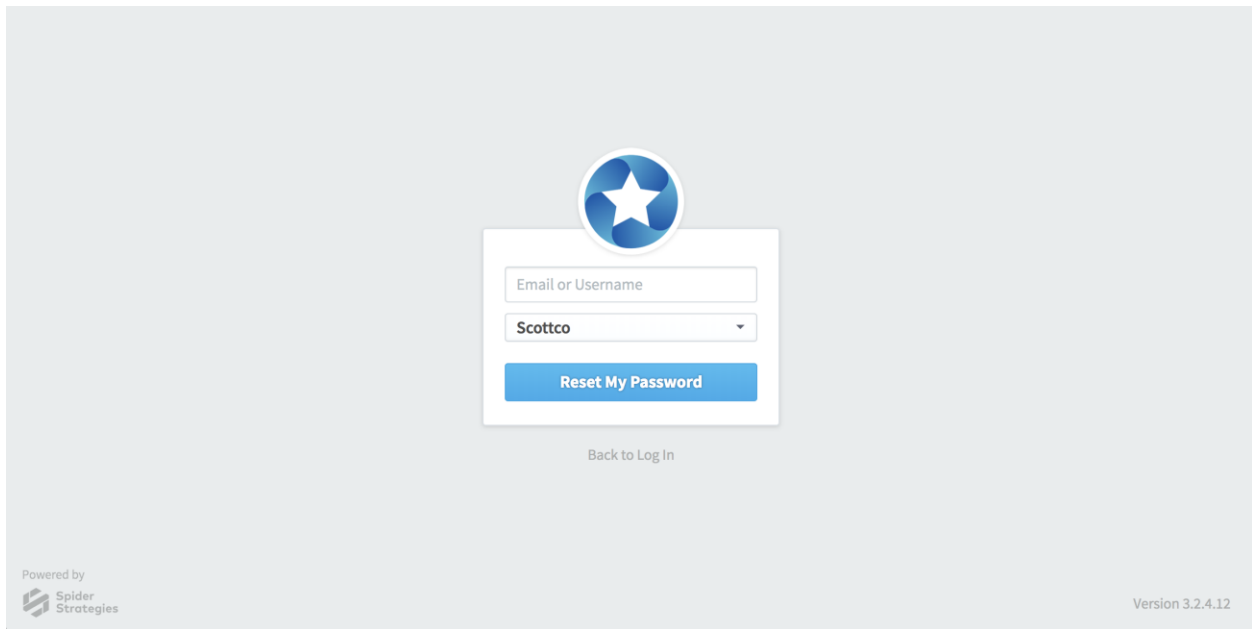 Email or Username
Scottco
Reset My Password
Back to Log In
Powered by
Spider
Strategies
Version 3.2.4.12